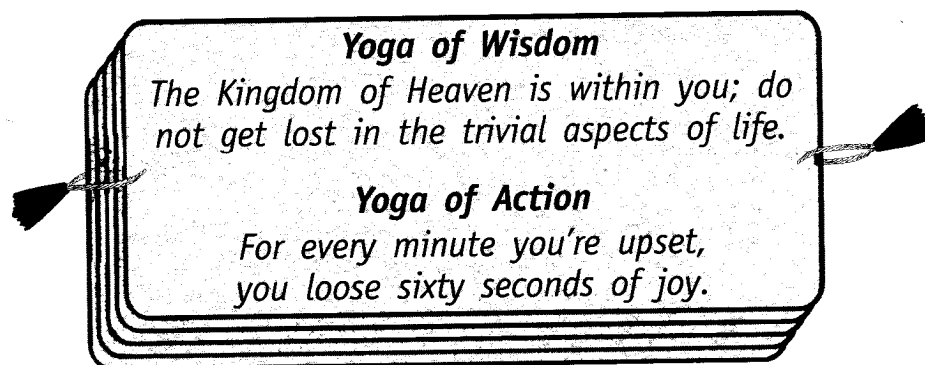 Yoga of Wisdom
The Kingdom of Heaven is within you; do
not get lost in the trivial aspects of life.
Yoga of Action
For every minute you're upset,
you loose sixty seconds of joy.